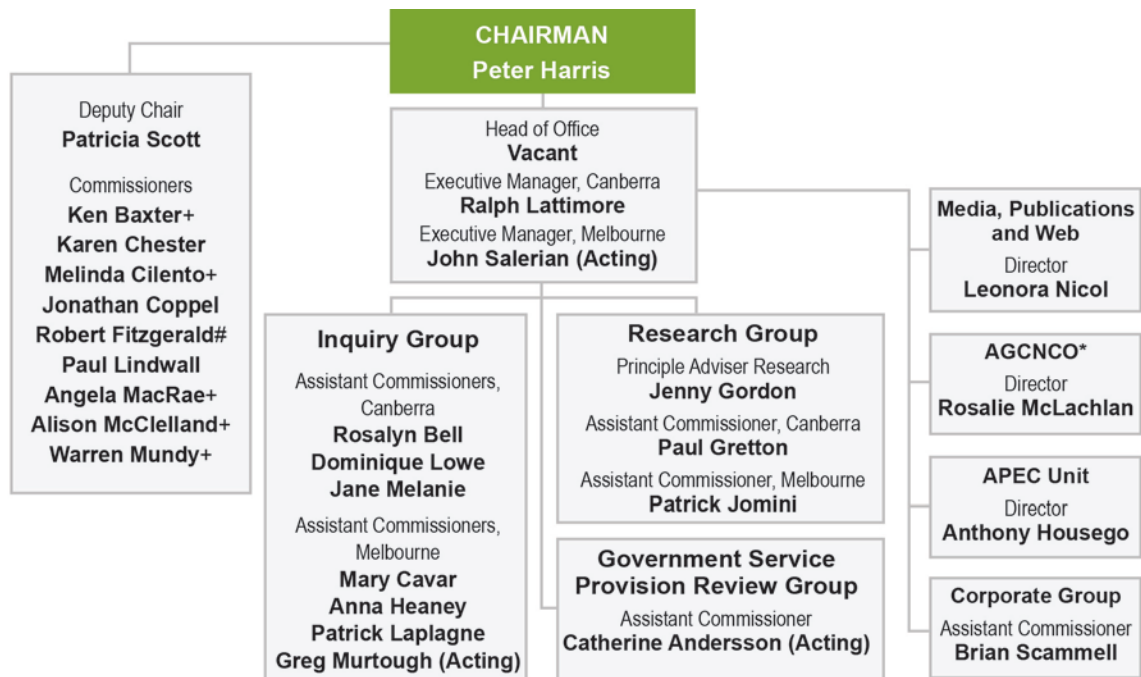 CHAIRMAN
Peter Harris
Deputy Chair
Patricia Scott
Commissioners
Ken Baxter+
Karen Chester
Melinda Cilento+
Jonathan Coppel
Robert Fitzgerald#
Paul Lindwall
Angela MacRae+
Alison McClelland+
Warren Mundy+
Head of Office
Vacant
Executive Manager, Canberra
Ralph Lattimore
Executive Manager, Melbourne
John Salerian (Acting)
Inquiry Group
Assistant Commissioners,
Canberra
Rosalyn Bell
Dominique Lowe
Jane Melanie
Assistant Commissioners,
Melbourne
Mary Cavar
Anna Heaney
Patrick Laplagne
Greg Murtough (Acting)
Research Group
Principle Adviser Research
Jenny Gordon
Assistant Commissioner, Canberra
Paul Gretton
Assistant Commissioner, Melbourne
Patrick Jomini
Government Service
Provision Review Group
Assistant Commissioner
Catherine Andersson (Acting)
Media, Publications
and Web
Director
Leonora Nicol
AGCNCO*
Director
Rosalie McLachlan
APEC Unit
Director
Anthony Housego
Corporate Group
Assistant Commissioner
Brian Scammell